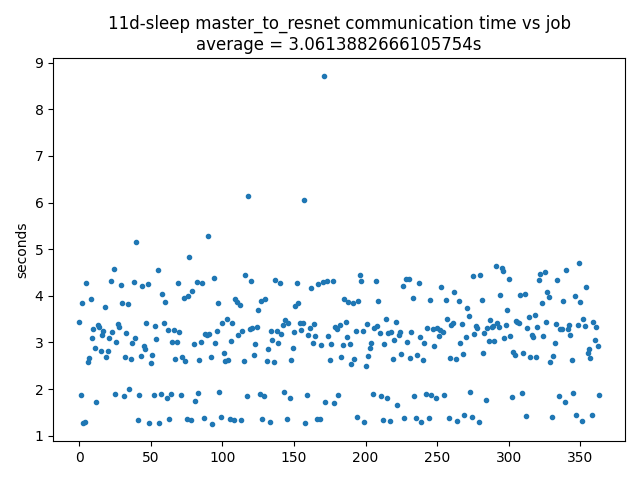 11d-sleep master_to_resnet communication time vs job
average = 3.0613882666105754s
seconds
9
8
7
6
5
4
3
2
1
0 50 100 150 200 250 300 350